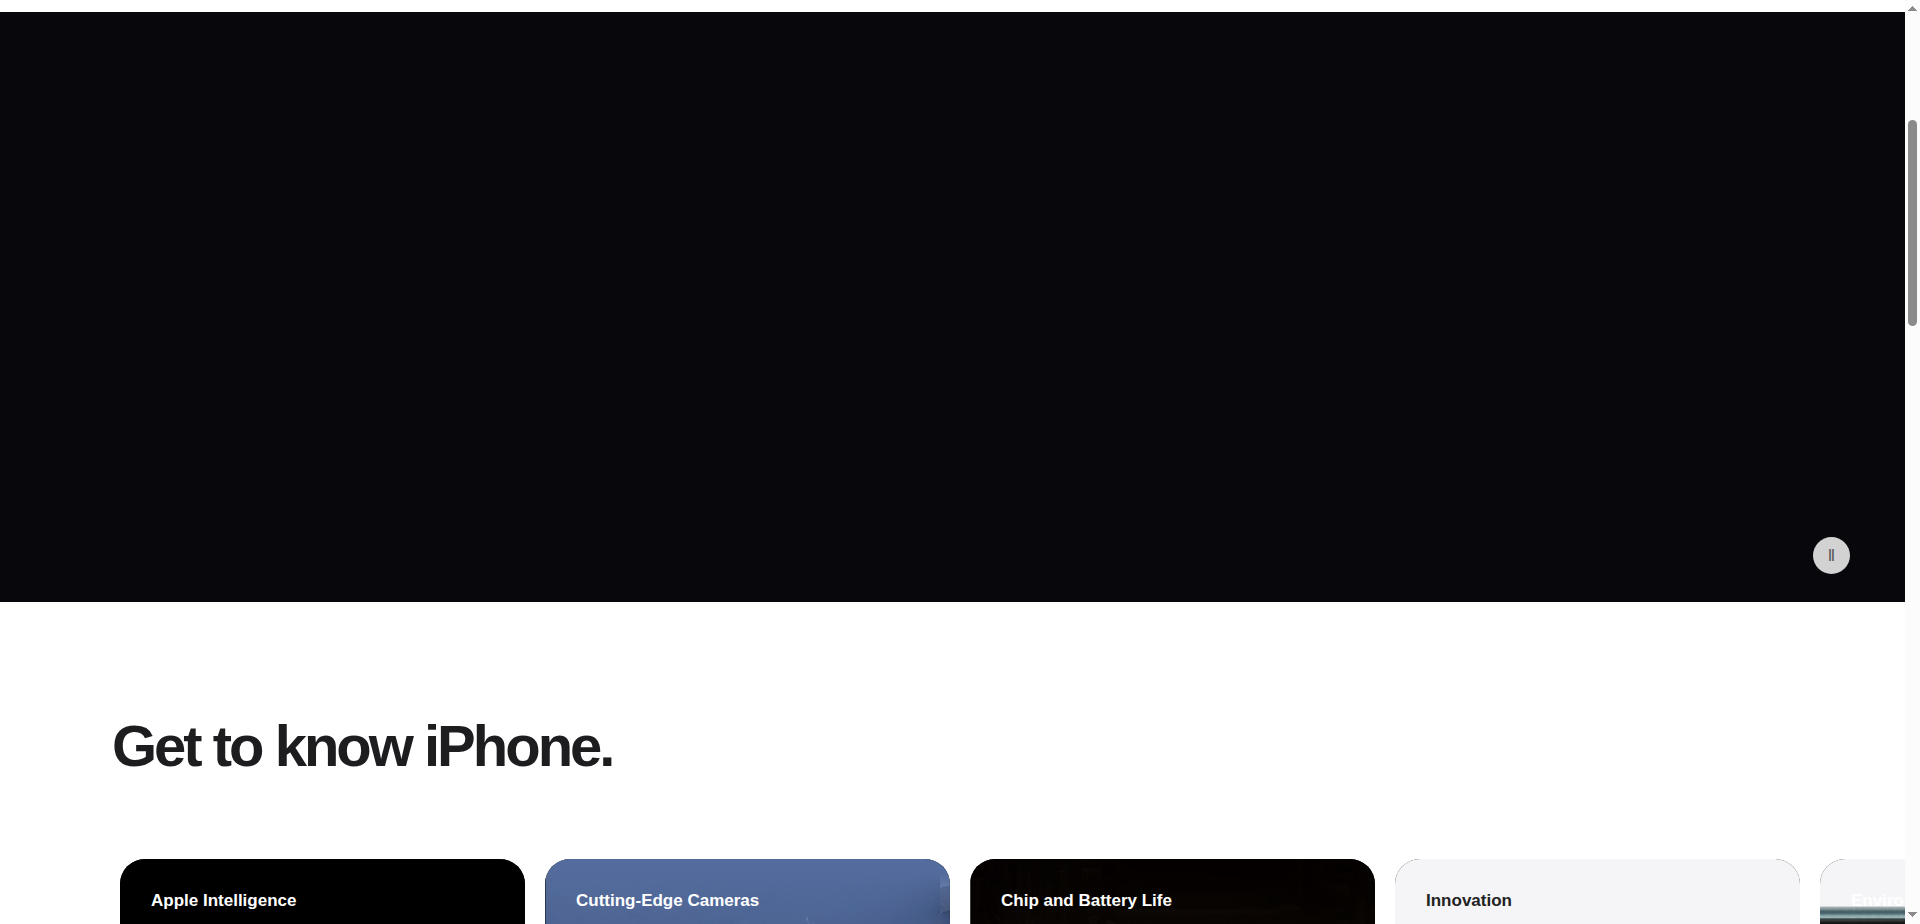 Get to know iPhone.
Apple Intelligence
Cutting-Edge Cameras
Chip and Battery Life
Innovation